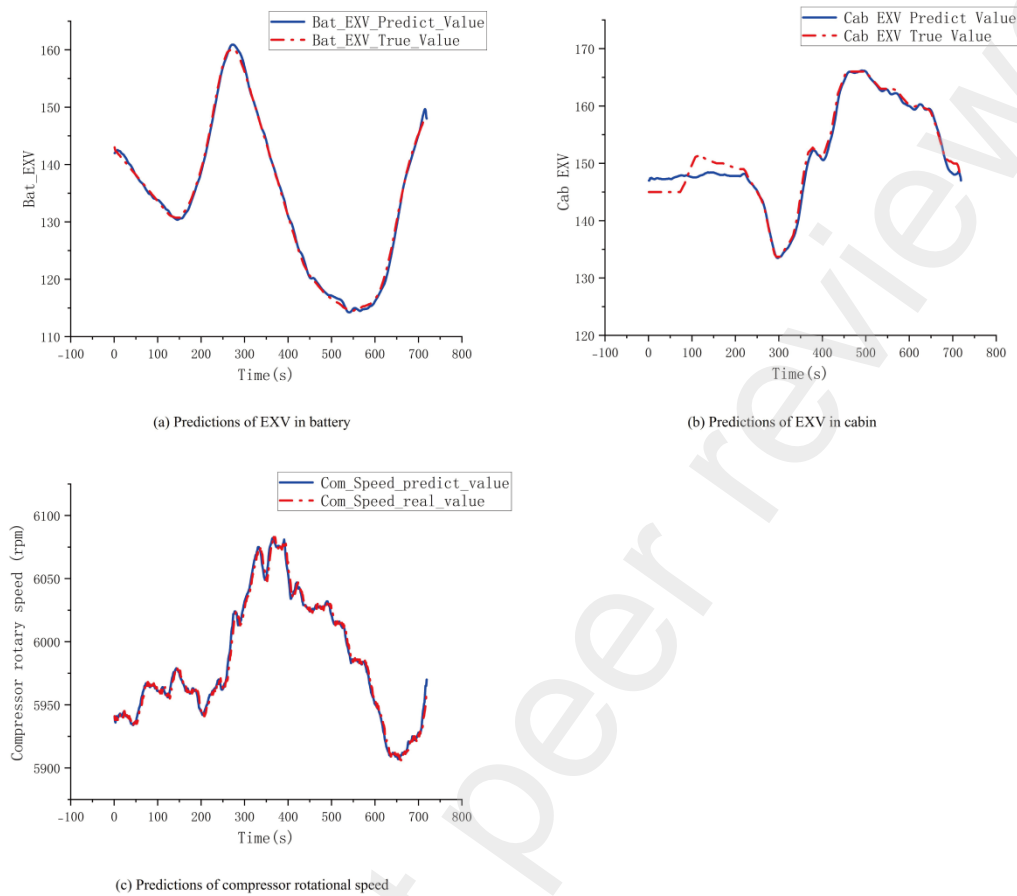 Bat_EXV_Predict_Value
Bat_EXV_True_Value
160
150
140
130
120
110
Bat_EXV
-100 0 100 200 300 400 500 600 700 800
Time(s)
(a) Predictions of EXV in battery
Cab EXV Predict Value
Cab EXV True Value
170
160
150
140
130
120
Cab EXV
-100 0 100 200 300 400 500 600 700 800
Time(s)
(b) Predictions of EXV in cabin
Com_Speed_predict_value
Com_Speed_real_value
6100
6050
6000
5950
5900
Compressor rotary speed (rpm)
-100 0 100 200 300 400 500 600 700 800
Time(s)
(c) Predictions of compressor rotational speed
peer review